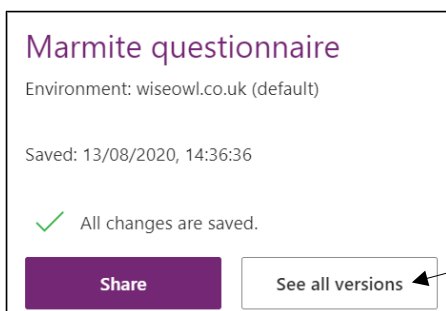 Marmite questionnaire
Environment: wiseowl.co.uk (default)
Saved: 13/08/2020, 14:36:36
All changes are saved.
Share
See all versions